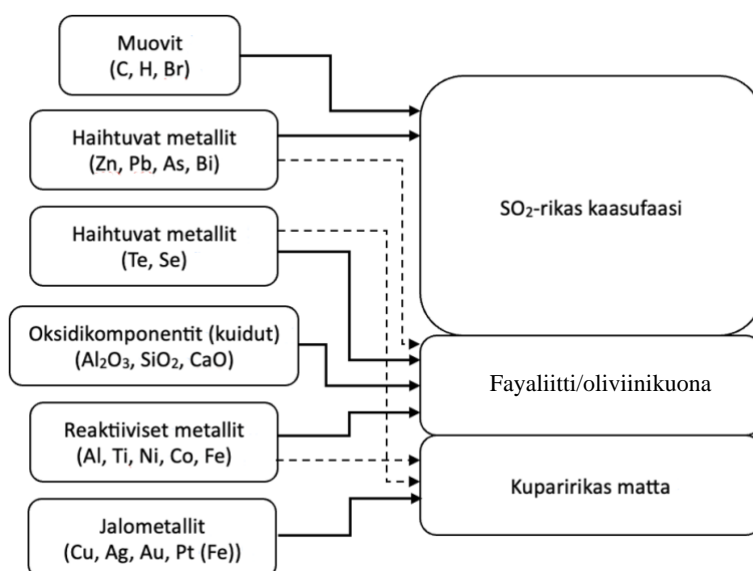 Muovit
(C, H, Br)
Haihtuvat metallit
(Zn, Pb, As, Bi)
Haihtuvat metallit
(Te, Se)
Oksidikomponentit (kuidut)
(Al₂O₃, SiO₂, CaO)
Reaktiiviset metallit
(Al, Ti, Ni, Co, Fe)
Jalometallit
(Cu, Ag, Au, Pt (Fe))
SO₂-rikas kaasufaasi
Fayaliitti/oliviinikuona
Kuparirikas matta